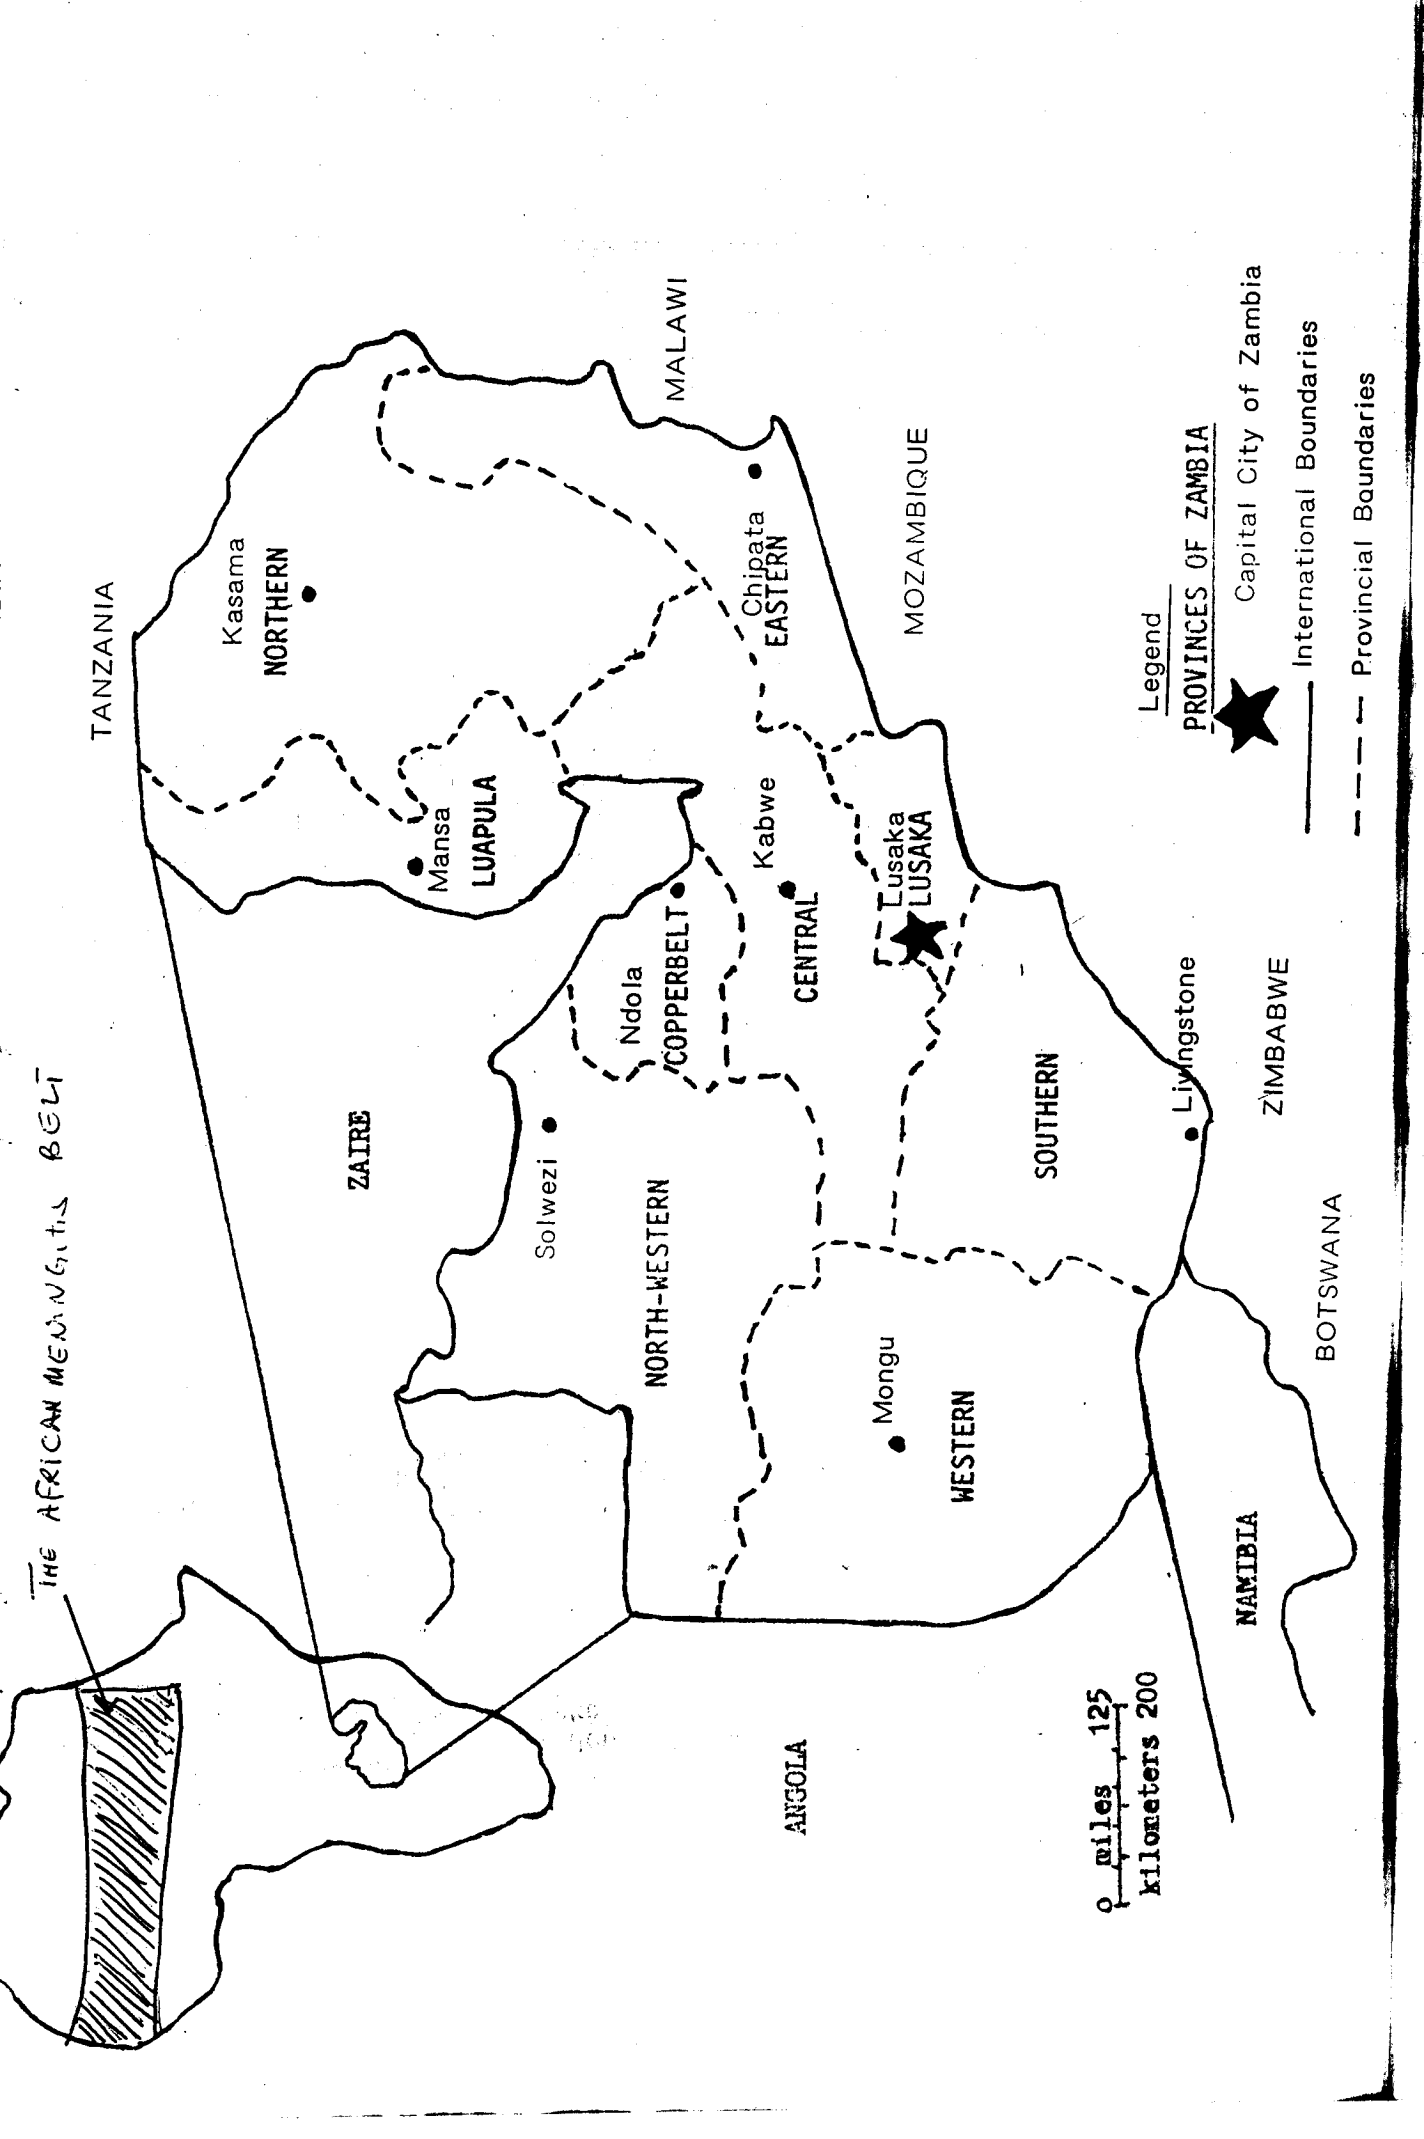 THE AFRICAN MENINGITIS BELT
TANZANIA
Kasama
NORTHERN
MALAWI
Mansa
LUAPULA
ZAIRE
Chipata
EASTERN
Solwezi
Ndola
COPPERBELT
Kabwe
CENTRAL
MOZAMBIQUE
NORTH-WESTERN
Lusaka
LUSAKA
Mongu
WESTERN
SOUTHERN
Livingstone
ANGOLA
ZIMBABWE
NAMIBIA
BOTSWANA
0 miles 125
kilometers 200
Legend
PROVINCES OF ZAMBIA
Capital City of Zambia
International Boundaries
Provincial Boundaries